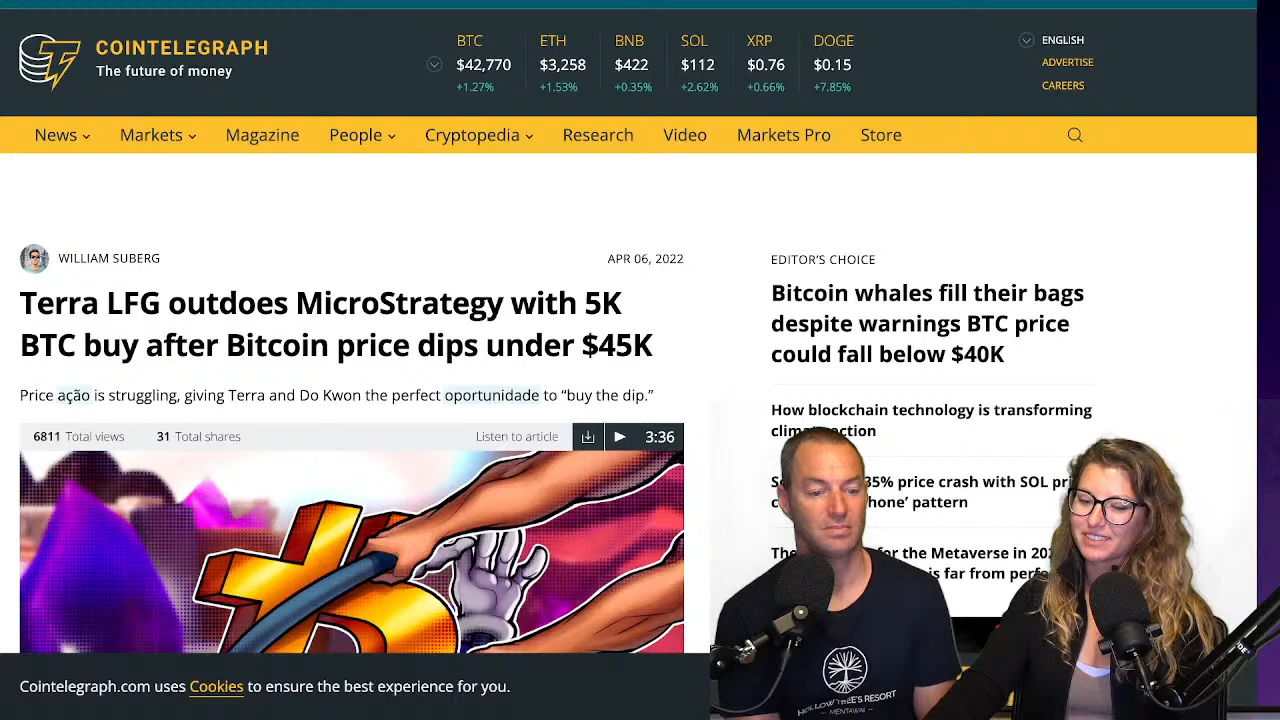 COINTELEGRAPH
The future of money
BTC ETH BNB SOL XRP DOGE
$42,770 $3,258 $422 $112 $0.76 $0.15
+1.27% +1.53% +0.35% +2.62% +0.66% +7.85%
ENGLISH
ADVERTISE
CAREERS
News Markets Magazine People Cryptopedia Research Video Markets Pro Store
WILLIAM SUBERG
APR 06, 2022
Terra LFG outdoes MicroStrategy with 5K
BTC buy after Bitcoin price dips under $45K
Price ação is struggling, giving Terra and Do Kwon the perfect oportunidade to “buy the dip.”
6811 Total views 31 Total shares
Listen to article 3:36
EDITOR’S CHOICE
Bitcoin whales fill their bags
despite warnings BTC price
could fall below $40K
How blockchain technology is transforming
35% price crash with SOL
pattern
for the Metaverse in
is far from
HOLLOW TREE'S RESORT
– MENTAWAI –
Cointelegraph.com uses Cookies to ensure the best experience for you.